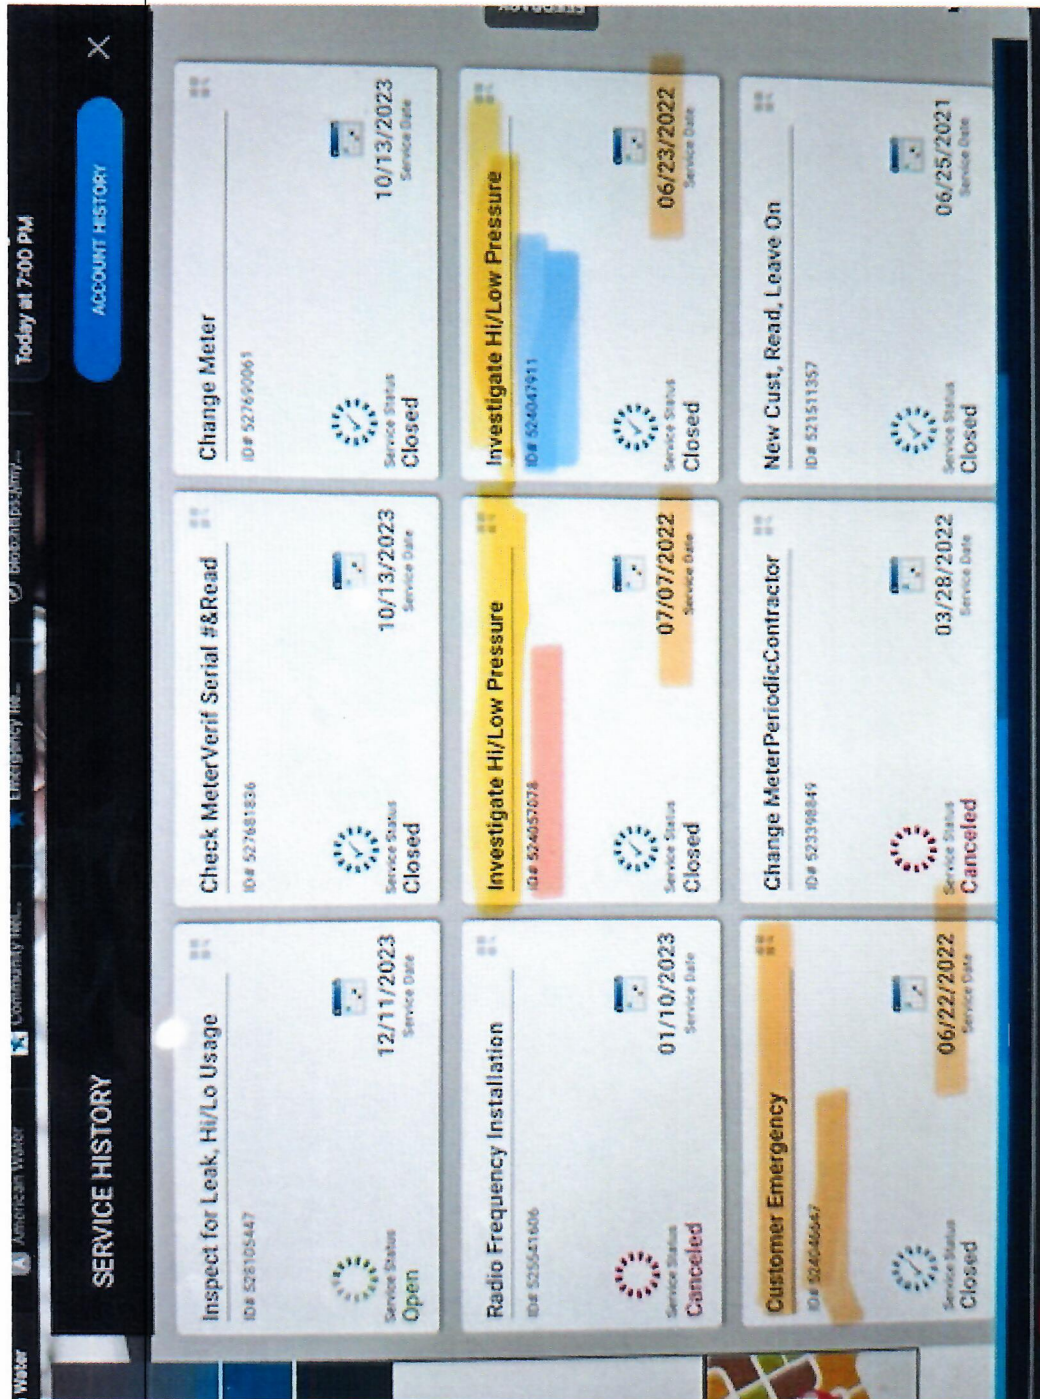 Water
American Water
Community Rel...
Emergency Re...
Today at 7:00 PM
SERVICE HISTORY
ACCOUNT HISTORY
Inspect for Leak, Hi/Lo Usage
ID# 528105447
Service Status
Open
12/11/2023
Service Date
Check MeterVerif Serial #&Read
ID# 527681836
Service Status
Closed
10/13/2023
Service Date
Change Meter
ID# 527690061
Service Status
Closed
10/13/2023
Service Date
Radio Frequency Installation
ID# 525541606
Service Status
Canceled
01/10/2023
Service Date
Investigate Hi/Low Pressure
ID# 524057078
Service Status
Closed
07/07/2022
Service Date
Investigate Hi/Low Pressure
ID# 524047911
Service Status
Closed
06/23/2022
Service Date
Customer Emergency
ID# 524046647
Service Status
Closed
06/22/2022
Service Date
Change MeterPeriodicContractor
ID# 523398849
Service Status
Canceled
03/28/2022
Service Date
New Cust, Read, Leave On
ID# 521511357
Service Status
Closed
06/25/2021
Service Date
FEEDBACK